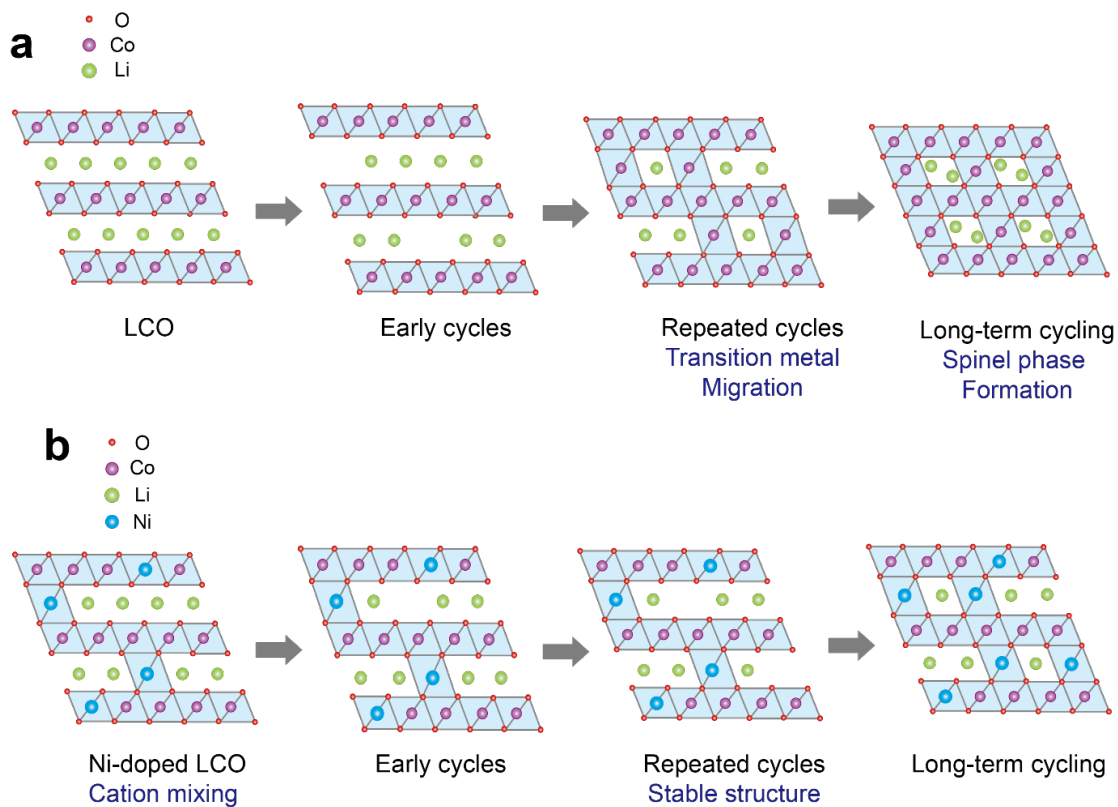 a
O
Co
Li
LCO
Early cycles
Repeated cycles
Transition metal
Migration
Long-term cycling
Spinel phase
Formation
b
O
Co
Li
Ni
Ni-doped LCO
Cation mixing
Early cycles
Repeated cycles
Stable structure
Long-term cycling